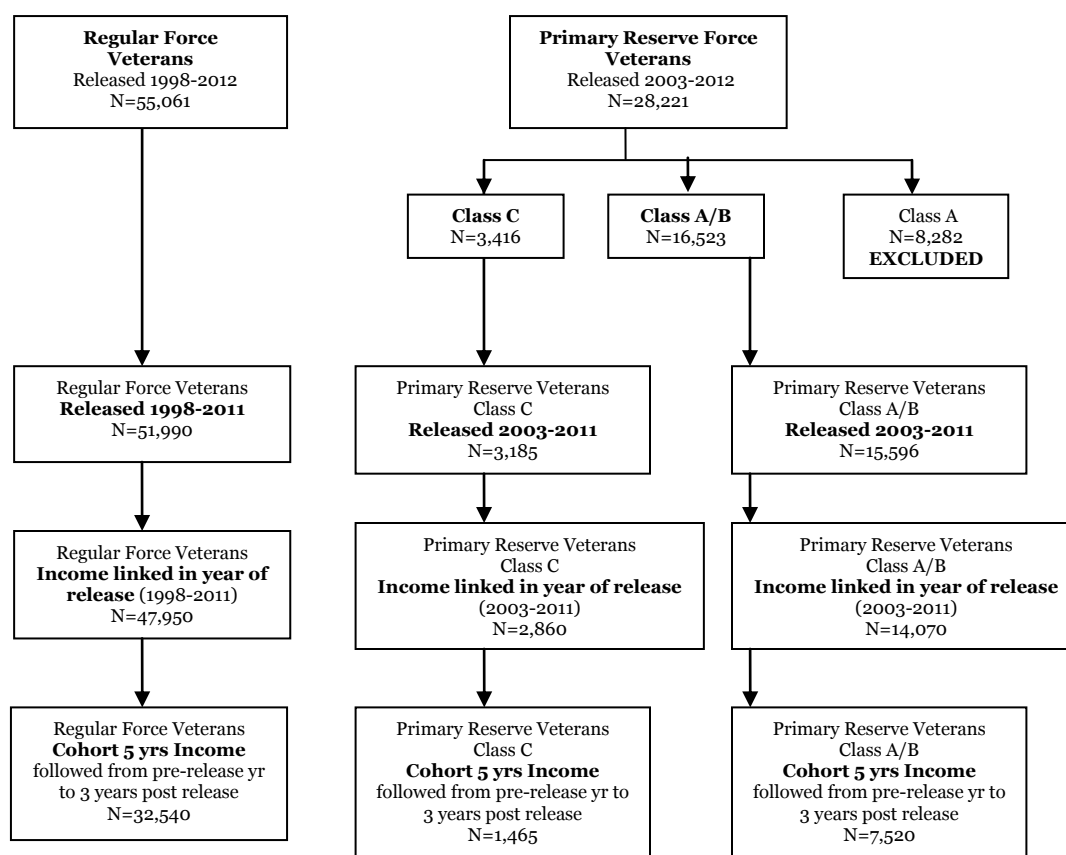 Regular Force
Veterans
Released 1998-2012
N=55,061
Primary Reserve Force
Veterans
Released 2003-2012
N=28,221
Class C
N=3,416
Class A/B
N=16,523
Class A
N=8,282
EXCLUDED
Regular Force Veterans
Released 1998-2011
N=51,990
Primary Reserve Veterans
Class C
Released 2003-2011
N=3,185
Primary Reserve Veterans
Class A/B
Released 2003-2011
N=15,596
Regular Force Veterans
Income linked in year of
release (1998-2011)
N=47,950
Primary Reserve Veterans
Class C
Income linked in year of release
(2003-2011)
N=2,860
Primary Reserve Veterans
Class A/B
Income linked in year of release
(2003-2011)
N=14,070
Regular Force Veterans
Cohort 5 yrs Income
followed from pre-release yr
to 3 years post release
N=32,540
Primary Reserve Veterans
Class C
Cohort 5 yrs Income
followed from pre-release yr to
3 years post release
N=1,465
Primary Reserve Veterans
Class A/B
Cohort 5 yrs Income
followed from pre-release yr to
3 years post release
N=7,520